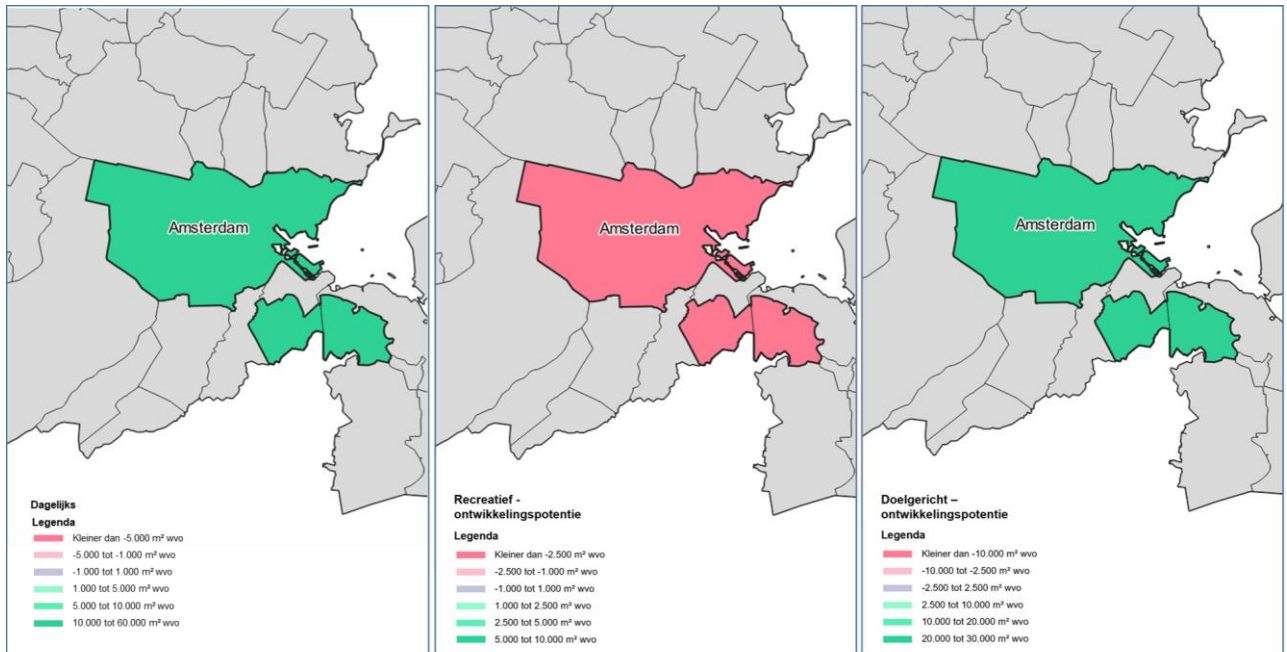 Amsterdam
Dagelijks
Legenda
Kleiner dan -5.000 m² wvo
-5.000 tot -1.000 m² wvo
-1.000 tot 1.000 m² wvo
1.000 tot 5.000 m² wvo
5.000 tot 10.000 m² wvo
10.000 tot 60.000 m² wvo
Amsterdam
Recreatief -
ontwikkelingspotentie
Legenda
Kleiner dan -2.500 m² wvo
-2.500 tot -1.000 m² wvo
-1.000 tot 1.000 m² wvo
1.000 tot 2.500 m² wvo
2.500 tot 5.000 m² wvo
5.000 tot 10.000 m² wvo
Amsterdam
Doelgericht –
ontwikkelingspotentie
Legenda
Kleiner dan -10.000 m² wvo
-10.000 tot -2.500 m² wvo
-2.500 tot 2.500 m² wvo
2.500 tot 10.000 m² wvo
10.000 tot 20.000 m² wvo
20.000 tot 30.000 m² wvo